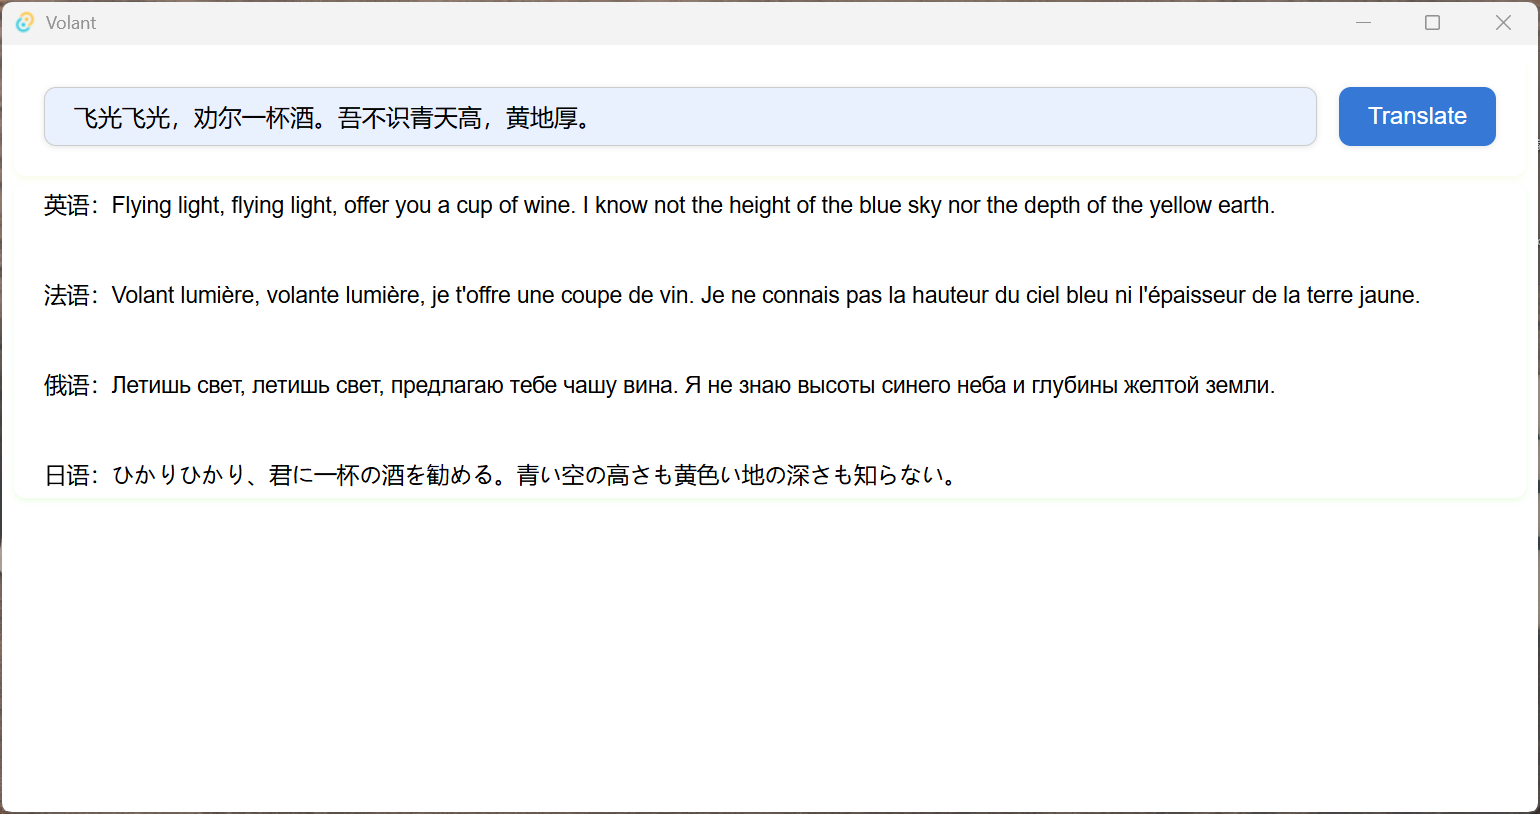 Volant
飞光飞光，劝尔一杯酒。吾不识青天高，黄地厚。
Translate
英语：Flying light, flying light, offer you a cup of wine. I know not the height of the blue sky nor the depth of the yellow earth.
法语：Volant lumière, volante lumière, je t'offre une coupe de vin. Je ne connais pas la hauteur du ciel bleu ni l'épaisseur de la terre jaune.
俄语：Летишь свет, летишь свет, предлагаю тебе чашу вина. Я не знаю высоты синего неба и глубины желтой земли.
日语：ひかりひかり、君に一杯の酒を勧める。青い空の高さも黄色い地の深さも知らない。